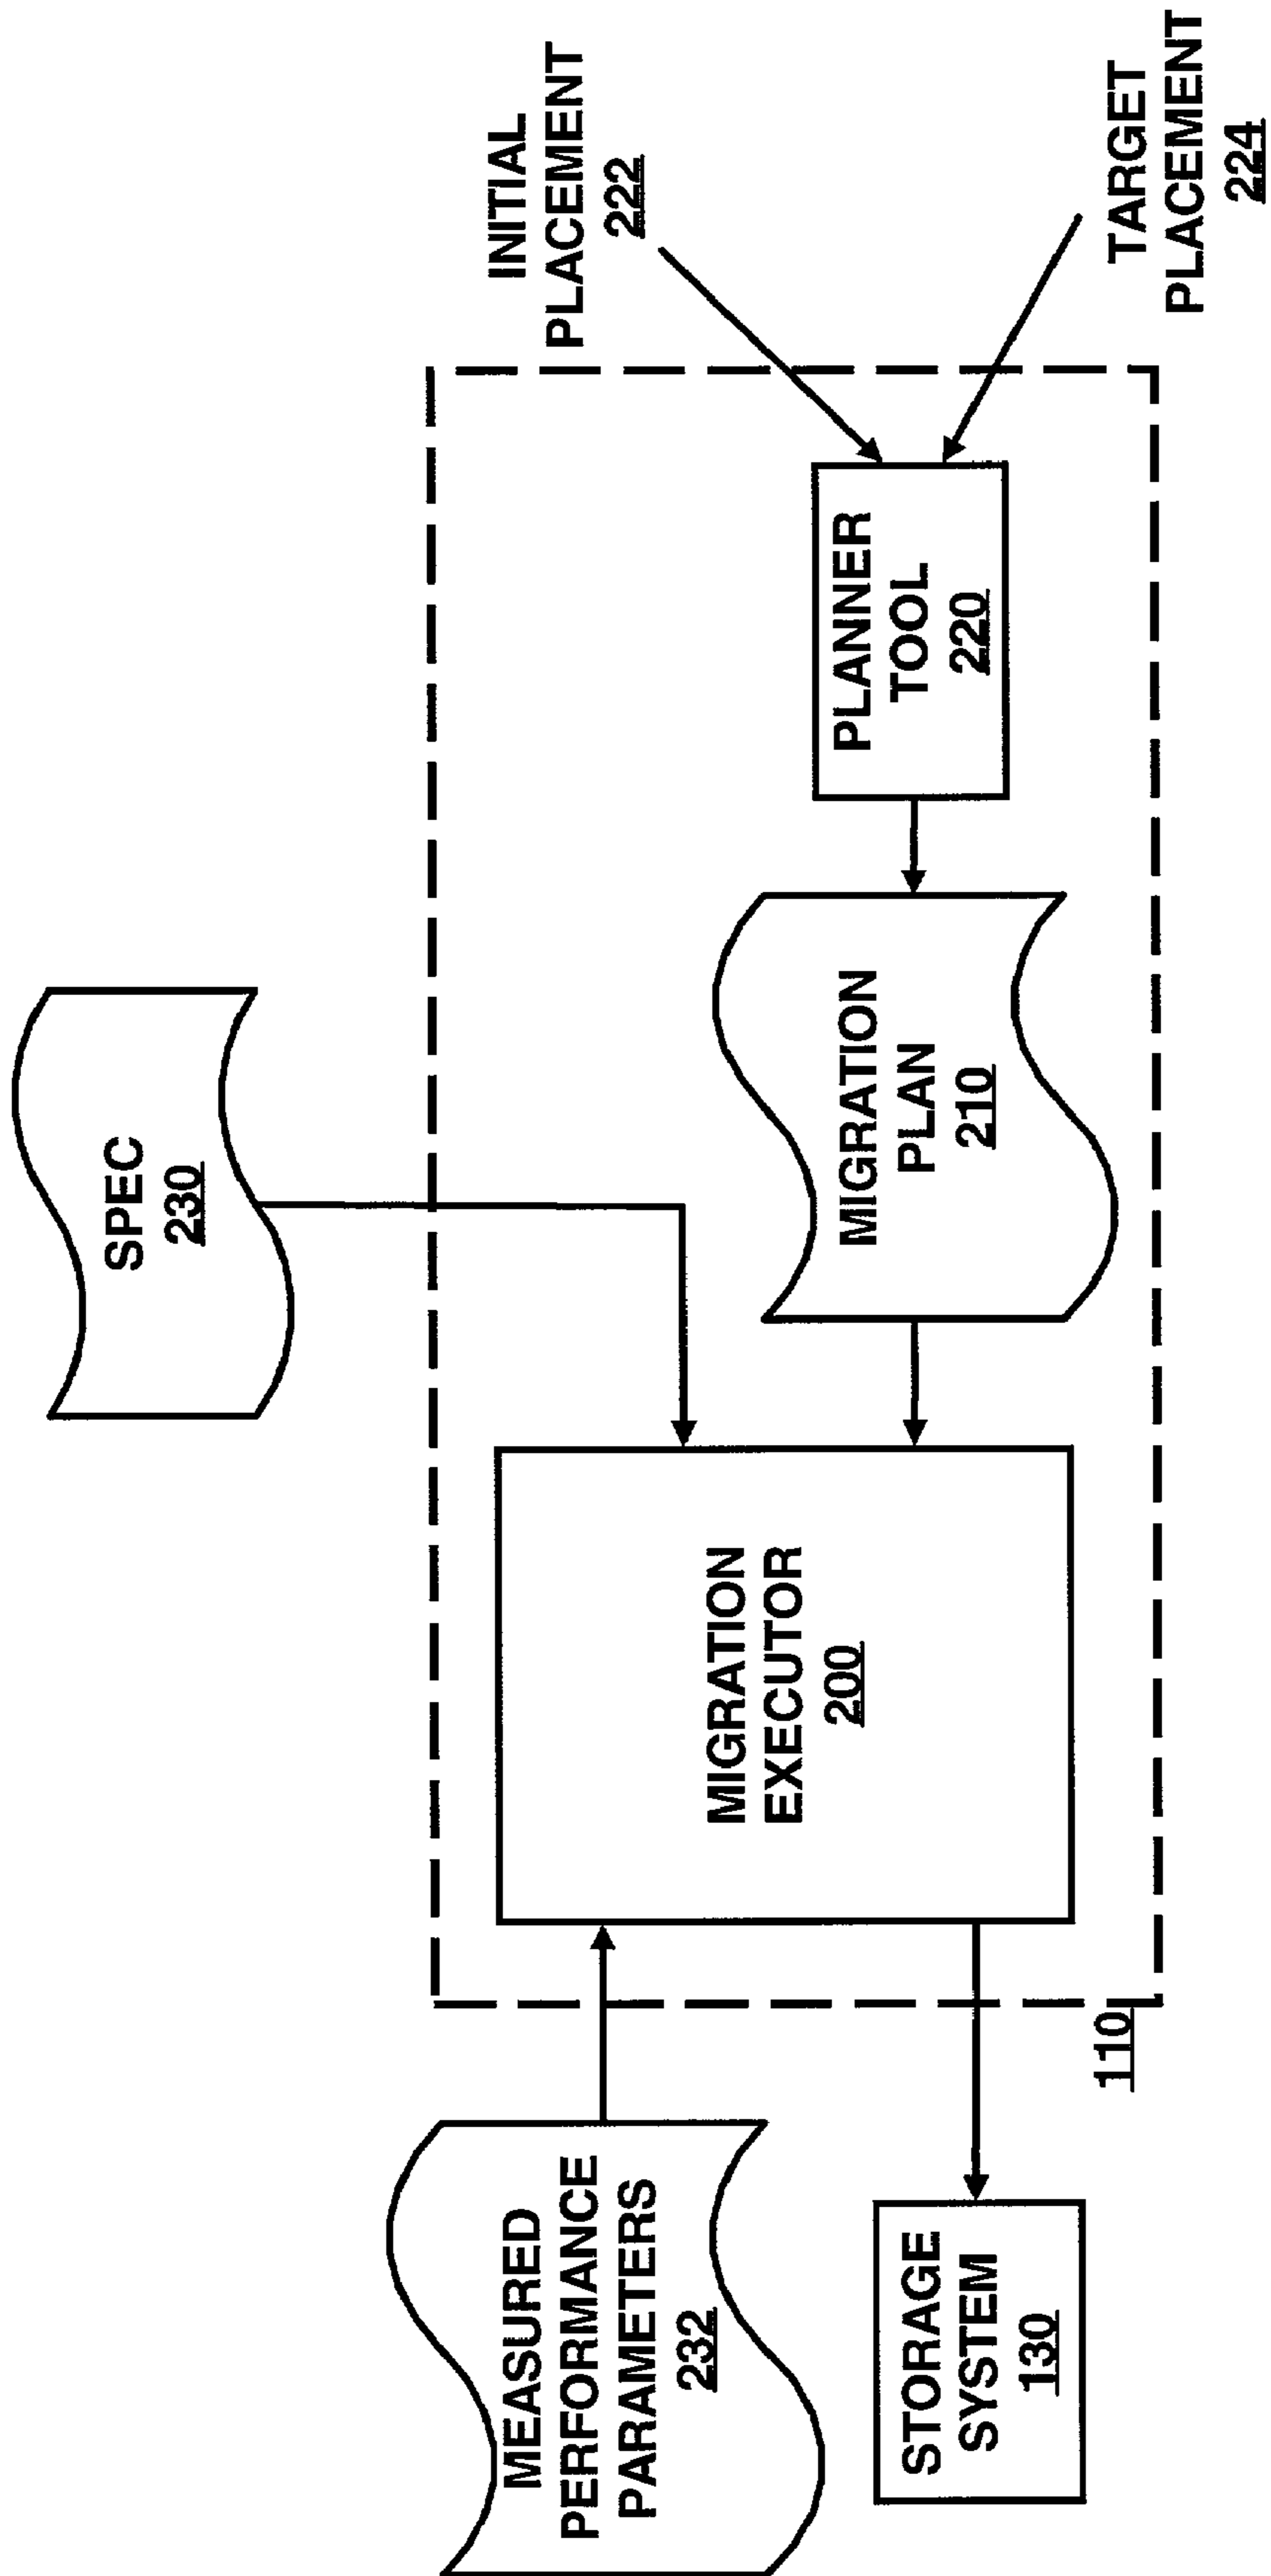 SPEC
230
MEASURED
PERFORMANCE
PARAMETERS
232
STORAGE
SYSTEM
130
110
MIGRATION
EXECUTOR
200
MIGRATION
PLAN
210
PLANNER
TOOL
220
INITIAL
PLACEMENT
222
TARGET
PLACEMENT
224